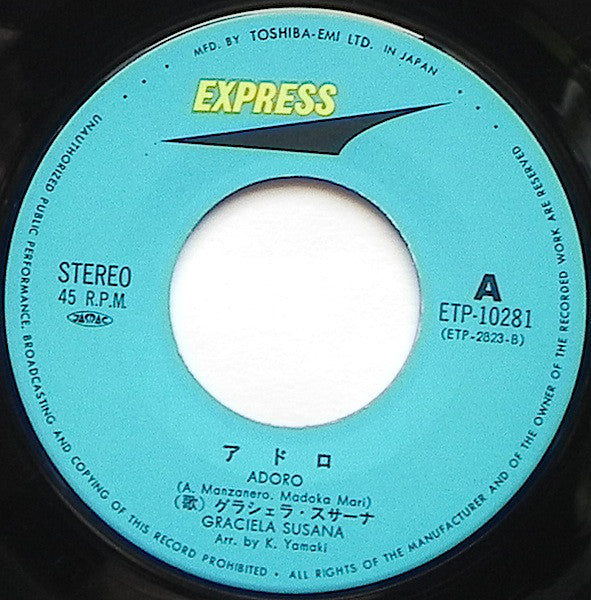 MFD. BY TOSHIBA-EMI LTD. IN JAPAN
EXPRESS
STEREO
45 R.P.M.
JASRAC
A
ETP-10281
(ETP-2823-B)
アドロ
ADORO
(A. Manzanero. Madoka Mari)
(歌) グラシェラ・スサーナ
GRACIELA SUSANA
Arr. by K. Yamaki
UNAUTHORIZED PUBLIC PERFORMANCE, BROADCASTING AND COPYING OF THIS RECORD PROHIBITED • ALL RIGHTS OF THE MANUFACTURER AND OF THE OWNER OF THE RECORDED WORK ARE RESERVED